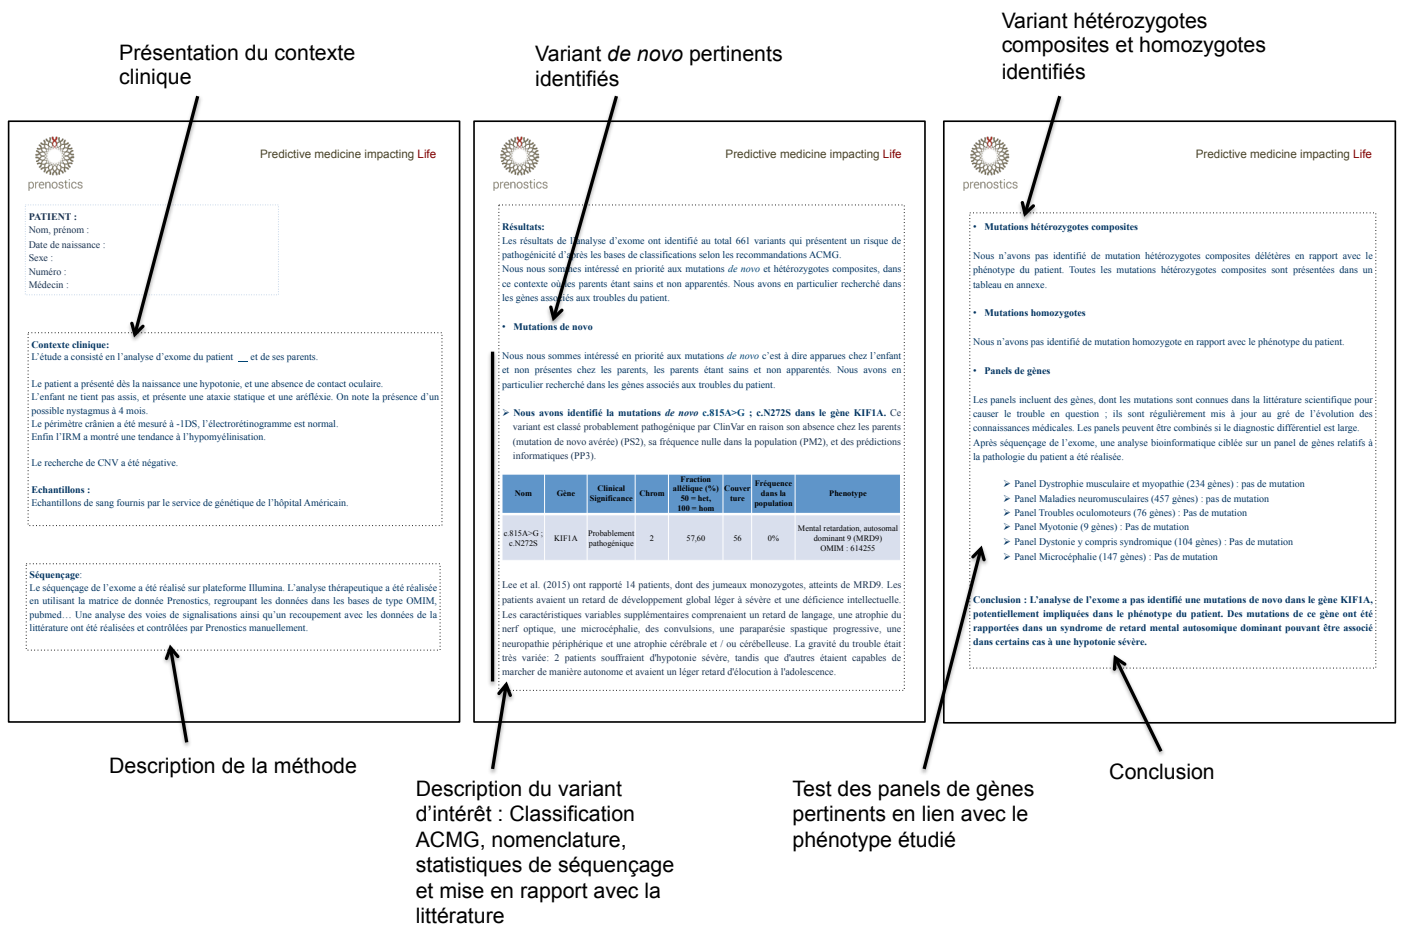 Présentation du contexte
clinique
Variant de novo pertinents
identifiés
Variant hétérozygotes
composites et homozygotes
identifiés
prenostics
Predictive medicine impacting Life
PATIENT :
Nom, prénom :
Date de naissance :
Sexe :
Numéro :
Médecin :
Contexte clinique:
L’étude a consisté en l’analyse d’exome du patient __ et de ses parents.
Le patient a présenté dès la naissance une hypotonie, et une absence de contact oculaire.
L’enfant ne tient pas assis, et présente une ataxie statique et une aréfléxie. On note la présence d’un
possible nystagmus à 4 mois.
Le périmètre crânien a été mesuré à -1DS, l’électrorétinogramme est normal.
Enfin l’IRM a montré une tendance à l’hypomyélinisation.
Le recherche de CNV a été négative.
Echantillons :
Echantillons de sang fournis par le service de génétique de l’hôpital Américain.
Séquençage:
Le séquençage de l’exome a été réalisé sur plateforme Illumina. L’analyse thérapeutique a été réalisée
en utilisant la matrice de donnée Prenostics, regroupant les données dans les bases de type OMIM,
pubmed… Une analyse des voies de signalisations ainsi qu’un recoupement avec les données de la
littérature ont été réalisées et contrôlées par Prenostics manuellement.
Description de la méthode
prenostics
Predictive medicine impacting Life
Résultats:
Les résultats de l’analyse d’exome ont identifié au total 661 variants qui présentent un risque de
pathogénicité d’après les bases de classifications selon les recommandations ACMG.
Nous nous sommes intéressé en priorité aux mutations de novo et hétérozygotes composites, dans
ce contexte où les parents étant sains et non apparentés. Nous avons en particulier recherché dans
les gènes associés aux troubles du patient.
• Mutations de novo
Nous nous sommes intéressé en priorité aux mutations de novo c’est à dire apparues chez l’enfant
et non présentes chez les parents, les parents étant sains et non apparentés. Nous avons en
particulier recherché dans les gènes associés aux troubles du patient.
➢ Nous avons identifié la mutations de novo c.815A>G ; c.N272S dans le gène KIF1A. Ce
variant est classé probablement pathogénique par ClinVar en raison son absence chez les parents
(mutation de novo avérée) (PS2), sa fréquence nulle dans la population (PM2), et des prédictions
informatiques (PP3).
Nom Gène Clinical Significance Chrom Fraction allélique (%) 50 = het, 100 = hom Couver ture Fréquence dans la population Phenotype
c.815A>G ; c.N272S KIF1A Probablement pathogénique 2 57,60 56 0% Mental retardation, autosomal dominant 9 (MRD9) OMIM : 614255
Lee et al. (2015) ont rapporté 14 patients, dont des jumeaux monozygotes, atteints de MRD9. Les
patients avaient un retard de développement global léger à sévère et une déficience intellectuelle.
Les caractéristiques variables supplémentaires comprenaient un retard de langage, une atrophie du
nerf optique, une microcéphalie, des convulsions, une paraparésie spastique progressive, une
neuropathie périphérique et une atrophie cérébrale et / ou cérébelleuse. La gravité du trouble était
très variée: 2 patients souffraient d'hypotonie sévère, tandis que d'autres étaient capables de
marcher de manière autonome et avaient un léger retard d'élocution à l'adolescence.
Description du variant
d’intérêt : Classification
ACMG, nomenclature,
statistiques de séquençage
et mise en rapport avec la
littérature
prenostics
Predictive medicine impacting Life
• Mutations hétérozygotes composites
Nous n’avons pas identifié de mutation hétérozygotes composites délétères en rapport avec le
phénotype du patient. Toutes les mutations hétérozygotes composites sont présentées dans un
tableau en annexe.
• Mutations homozygotes
Nous n’avons pas identifié de mutation homozygote en rapport avec le phénotype du patient.
• Panels de gènes
Les panels incluent des gènes, dont les mutations sont connues dans la littérature scientifique pour
causer le trouble en question ; ils sont régulièrement mis à jour au gré de l’évolution des
connaissances médicales. Les panels peuvent être combinés si le diagnostic différentiel est large.
Après séquençage de l’exome, une analyse bioinformatique ciblée sur un panel de gènes relatifs à
la pathologie du patient a été réalisée.
➢ Panel Dystrophie musculaire et myopathie (234 gènes) : pas de mutation
➢ Panel Maladies neuromusculaires (457 gènes) : pas de mutation
➢ Panel Troubles oculomoteurs (76 gènes) : Pas de mutation
➢ Panel Myotonie (9 gènes) : Pas de mutation
➢ Panel Dystonie y compris syndromique (104 gènes) : Pas de mutation
➢ Panel Microcéphalie (147 gènes) : Pas de mutation
Conclusion : L’analyse de l’exome a pas identifié une mutations de novo dans le gène KIF1A,
potentiellement impliquées dans le phénotype du patient. Des mutations de ce gène ont été
rapportées dans un syndrome de retard mental autosomique dominant pouvant être associé
dans certains cas à une hypotonie sévère.
Test des panels de gènes
pertinents en lien avec le
phénotype étudié
Conclusion